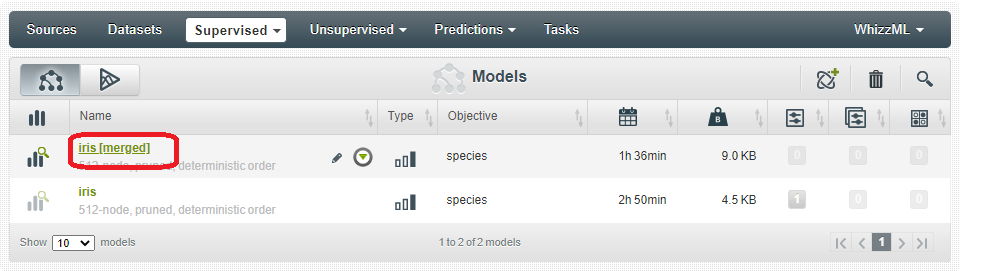 Sources Datasets Supervised Unsupervised Predictions Tasks WhizzML
Models
Name Type Objective B
iris [merged] species 1h 36min 9.0 KB 0 0 0
512-node, pruned, deterministic order
iris species 2h 50min 4.5 KB 1 0 0
512-node, pruned, deterministic order
Show 10 models 1 to 2 of 2 models 1